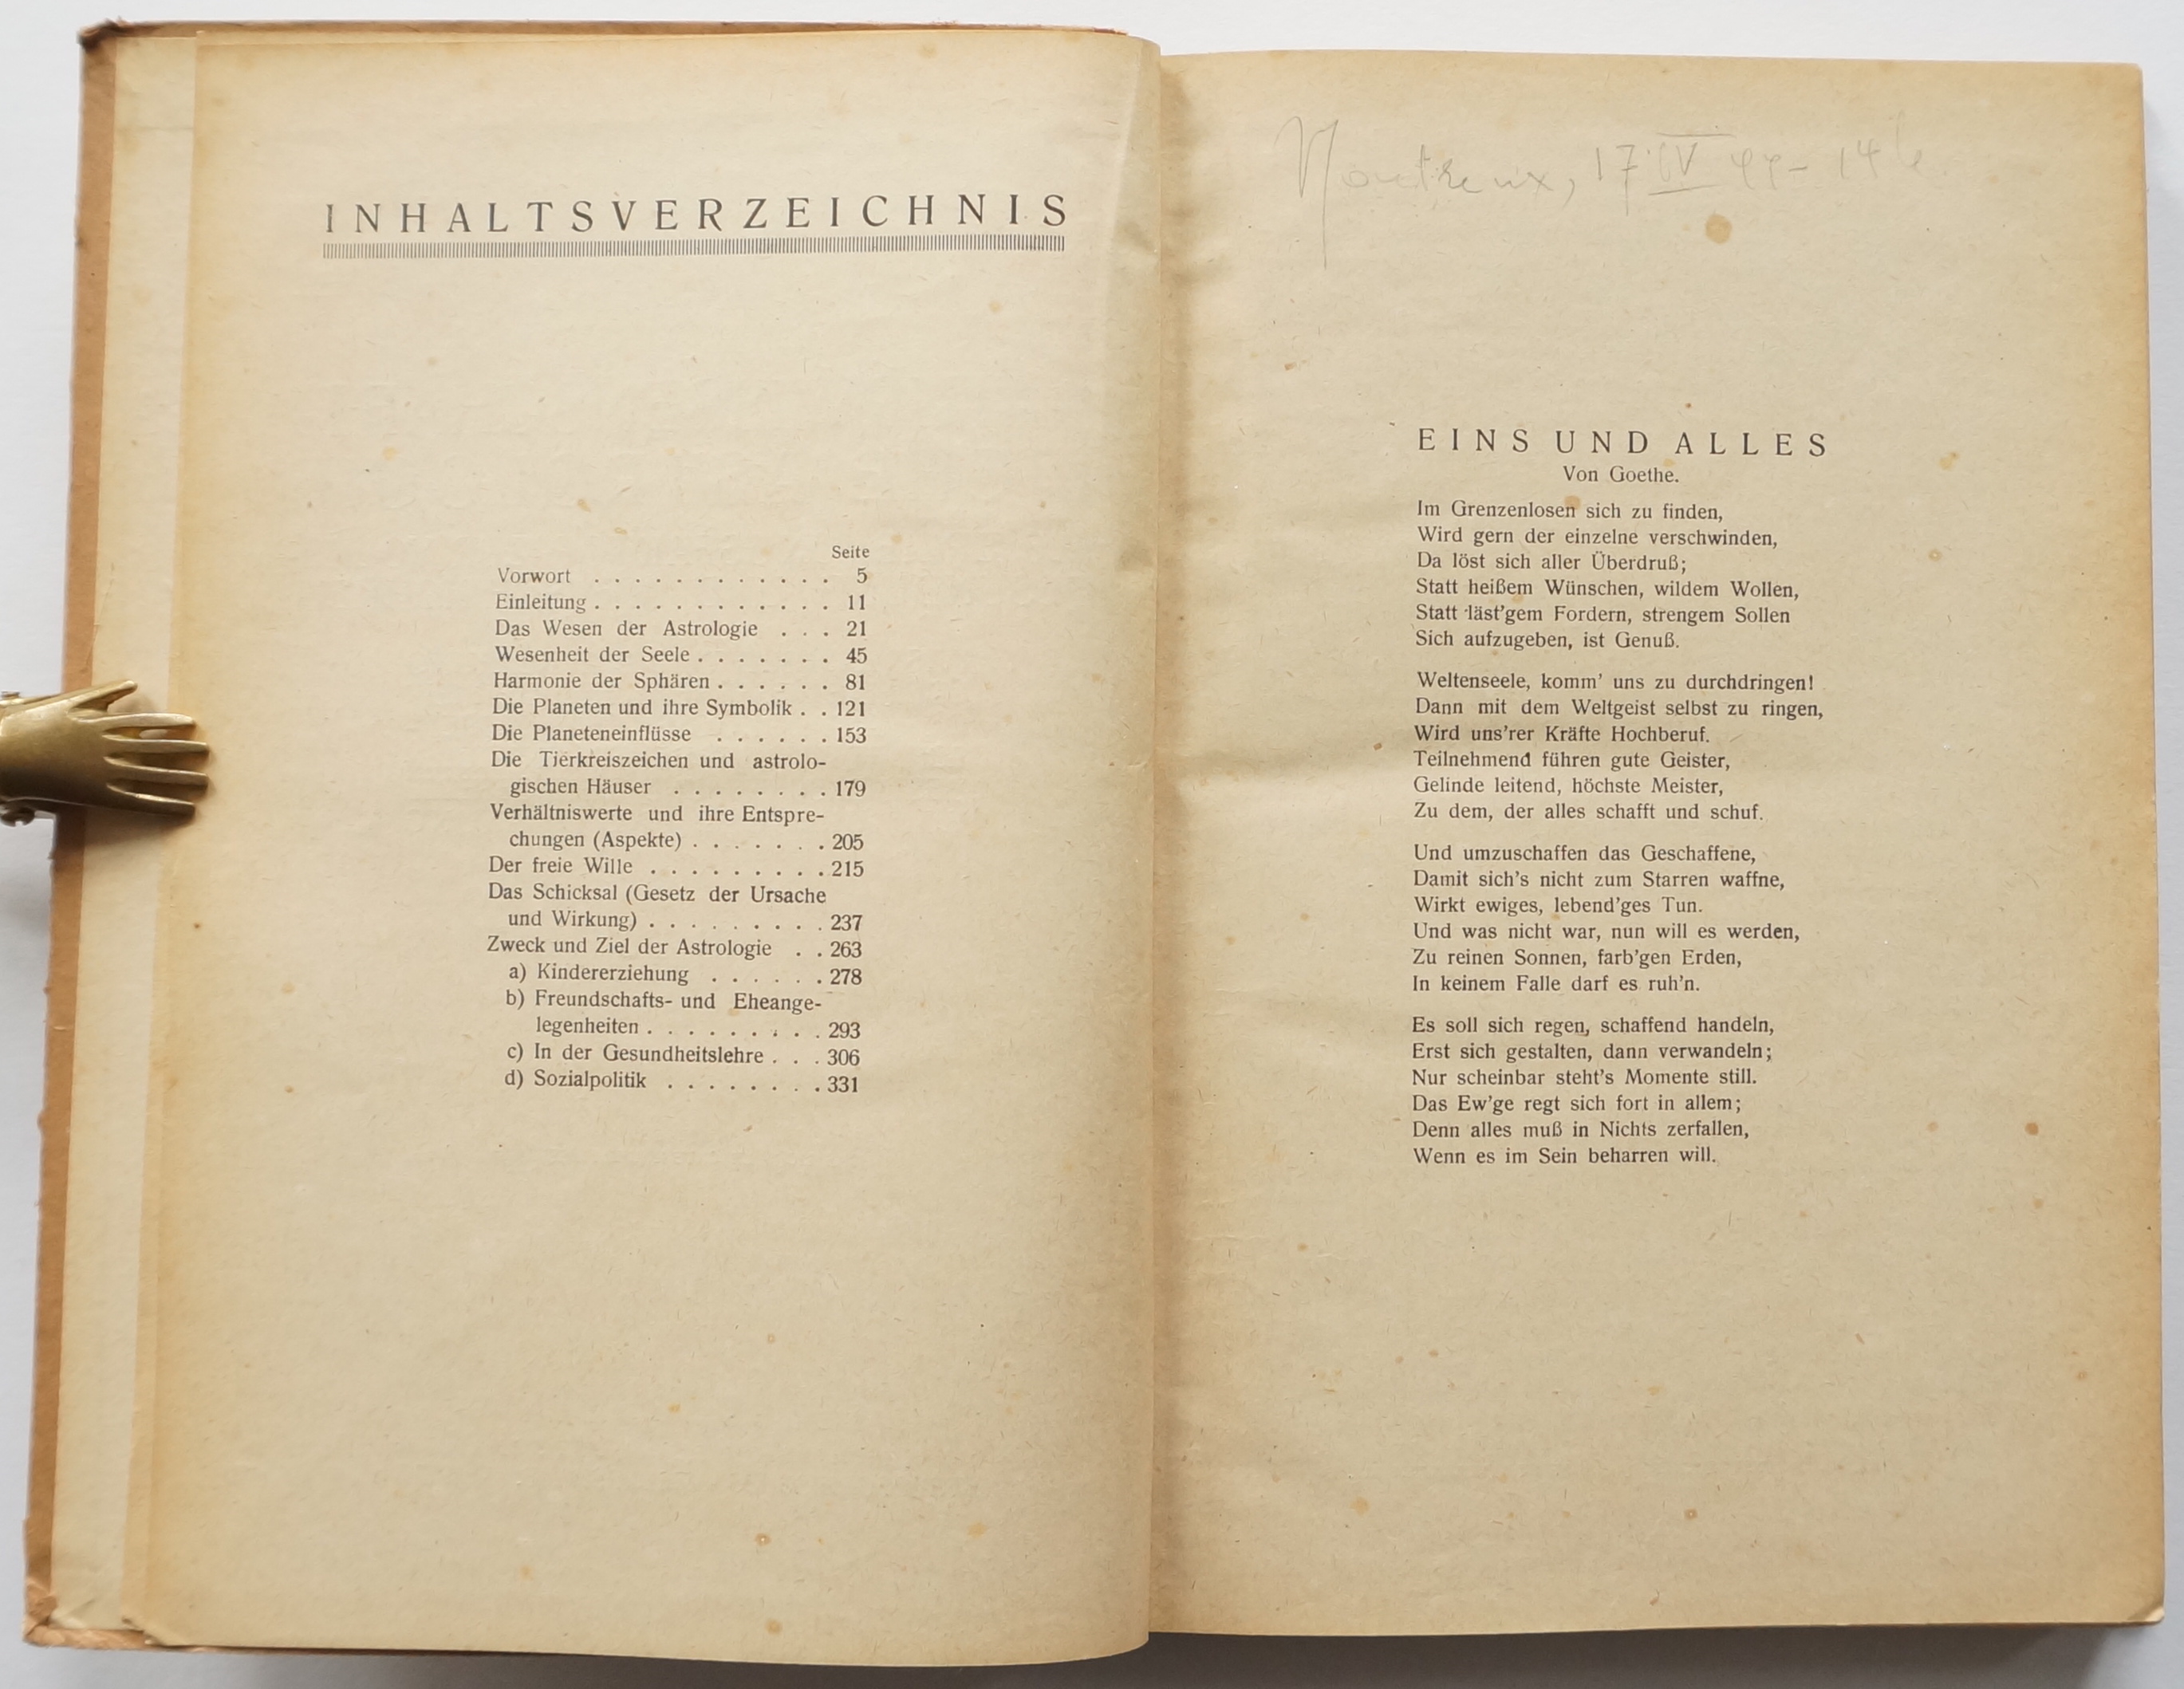 INHALTSVERZEICHNIS
Seite
Vorwort . . . . . . . . . . . . 5
Einleitung . . . . . . . . . . . . 11
Das Wesen der Astrologie . . . 21
Wesenheit der Seele . . . . . . . 45
Harmonie der Sphären . . . . . . 81
Die Planeten und ihre Symbolik . . 121
Die Planeteneinflüsse . . . . . . 153
Die Tierkreiszeichen und astrolo-
gischen Häuser . . . . . . . . 179
Verhältniswerte und ihre Entspre-
chungen (Aspekte) . . . . . . . 205
Der freie Wille . . . . . . . . . 215
Das Schicksal (Gesetz der Ursache
und Wirkung) . . . . . . . . . 237
Zweck und Ziel der Astrologie . . 263
a) Kindererziehung . . . . . . 278
b) Freundschafts- und Eheange-
legenheiten . . . . . . . . . 293
c) In der Gesundheitslehre . . . 306
d) Sozialpolitik . . . . . . . . 331
Montreux, 17 IV 44 - 14
EINS UND ALLES
Von Goethe.
Im Grenzenlosen sich zu finden,
Wird gern der einzelne verschwinden,
Da löst sich aller Überdruß;
Statt heißem Wünschen, wildem Wollen,
Statt läst'gem Fordern, strengem Sollen
Sich aufzugeben, ist Genuß.
Weltenseele, komm' uns zu durchdringen!
Dann mit dem Weltgeist selbst zu ringen,
Wird uns'rer Kräfte Hochberuf.
Teilnehmend führen gute Geister,
Gelinde leitend, höchste Meister,
Zu dem, der alles schafft und schuf.
Und umzuschaffen das Geschaffene,
Damit sich's nicht zum Starren waffne,
Wirkt ewiges, lebend'ges Tun.
Und was nicht war, nun will es werden,
Zu reinen Sonnen, farb'gen Erden,
In keinem Falle darf es ruh'n.
Es soll sich regen, schaffend handeln,
Erst sich gestalten, dann verwandeln;
Nur scheinbar steht's Momente still.
Das Ew'ge regt sich fort in allem;
Denn alles muß in Nichts zerfallen,
Wenn es im Sein beharren will.